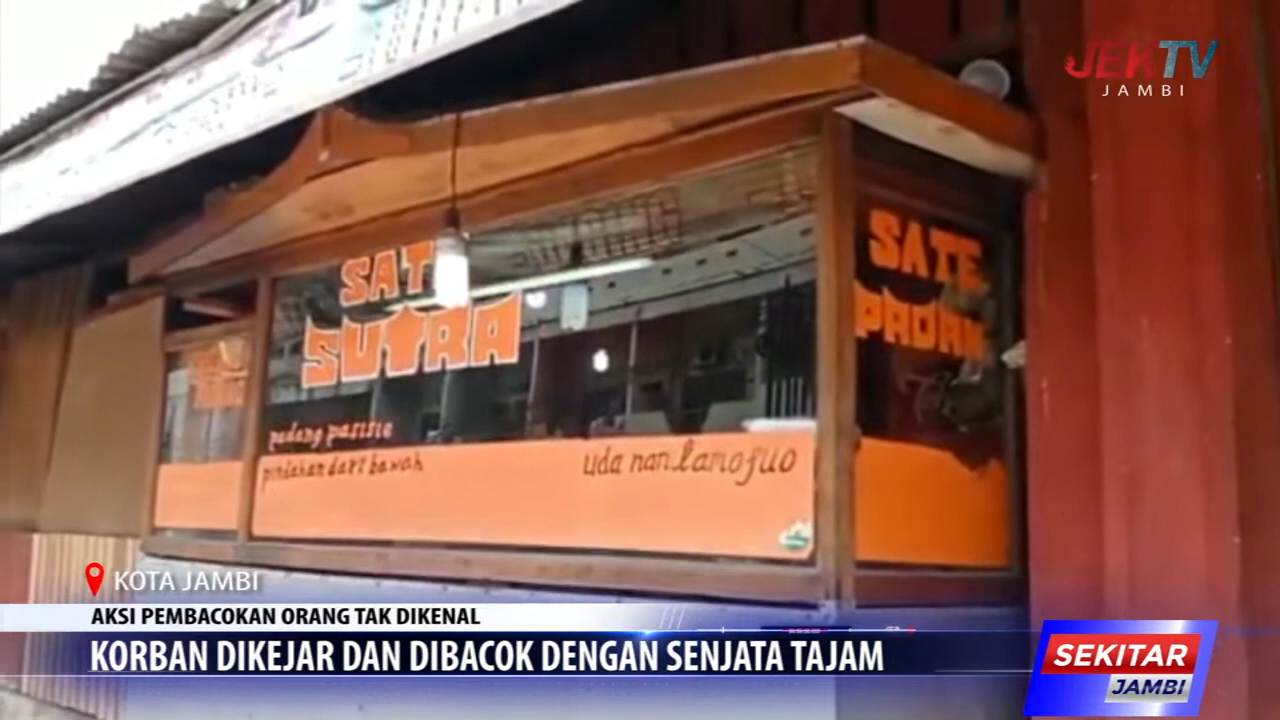 JEKTV
JAMBI
SATE
SATE
SUTRA
PADAN
padang pasisie
pindahan dari bawah
uda nan lamo juo
KOTA JAMBI
AKSI PEMBACOKAN ORANG TAK DIKENAL
KORBAN DIKEJAR DAN DIBACOK DENGAN SENJATA TAJAM
SEKITAR
JAMBI